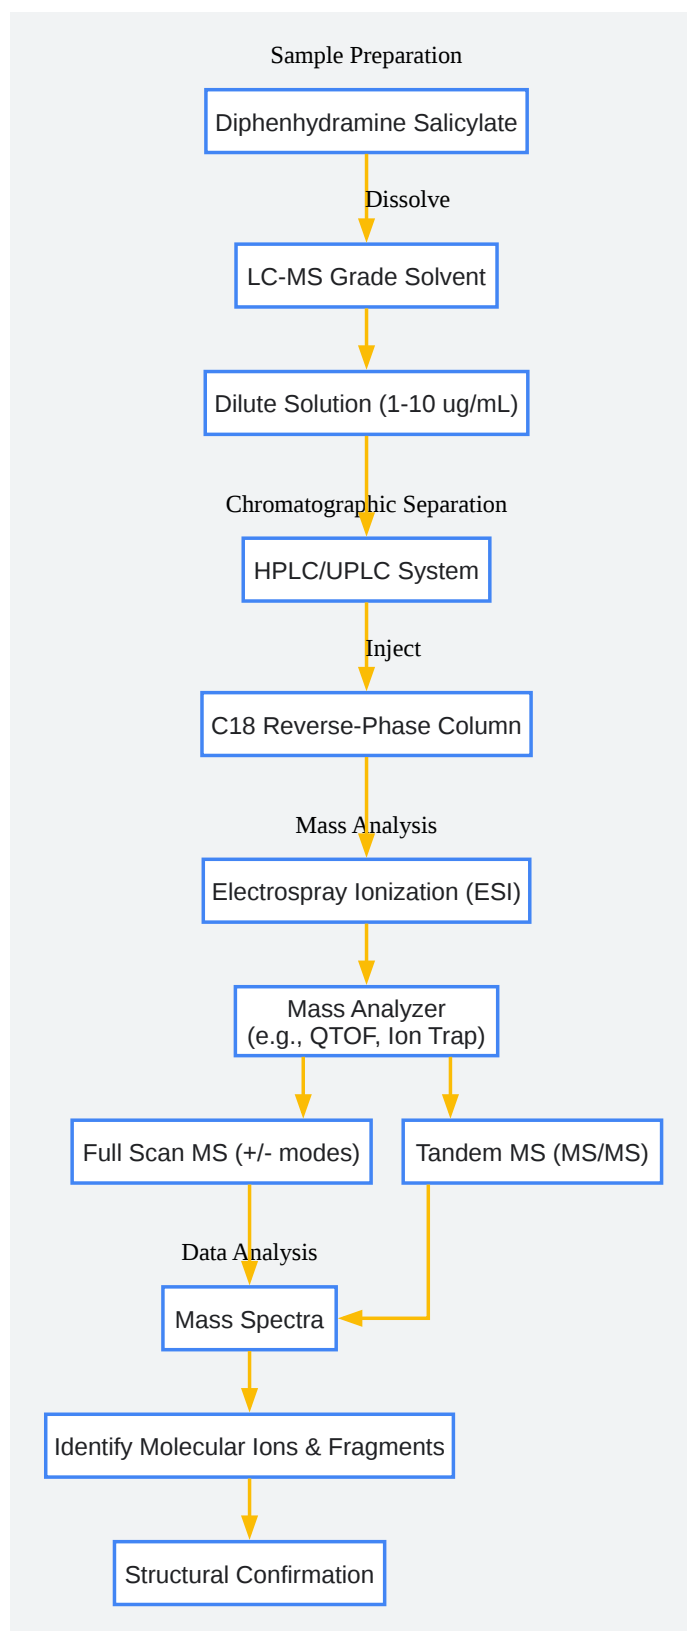 Sample Preparation
Diphenhydramine Salicylate
Dissolve
LC-MS Grade Solvent
Dilute Solution (1-10 ug/mL)
Chromatographic Separation
HPLC/UPLC System
Inject
C18 Reverse-Phase Column
Mass Analysis
Electrospray Ionization (ESI)
Mass Analyzer
(e.g., QTOF, Ion Trap)
Full Scan MS (+/- modes)
Tandem MS (MS/MS)
Data Analysis
Mass Spectra
Identify Molecular Ions & Fragments
Structural Confirmation